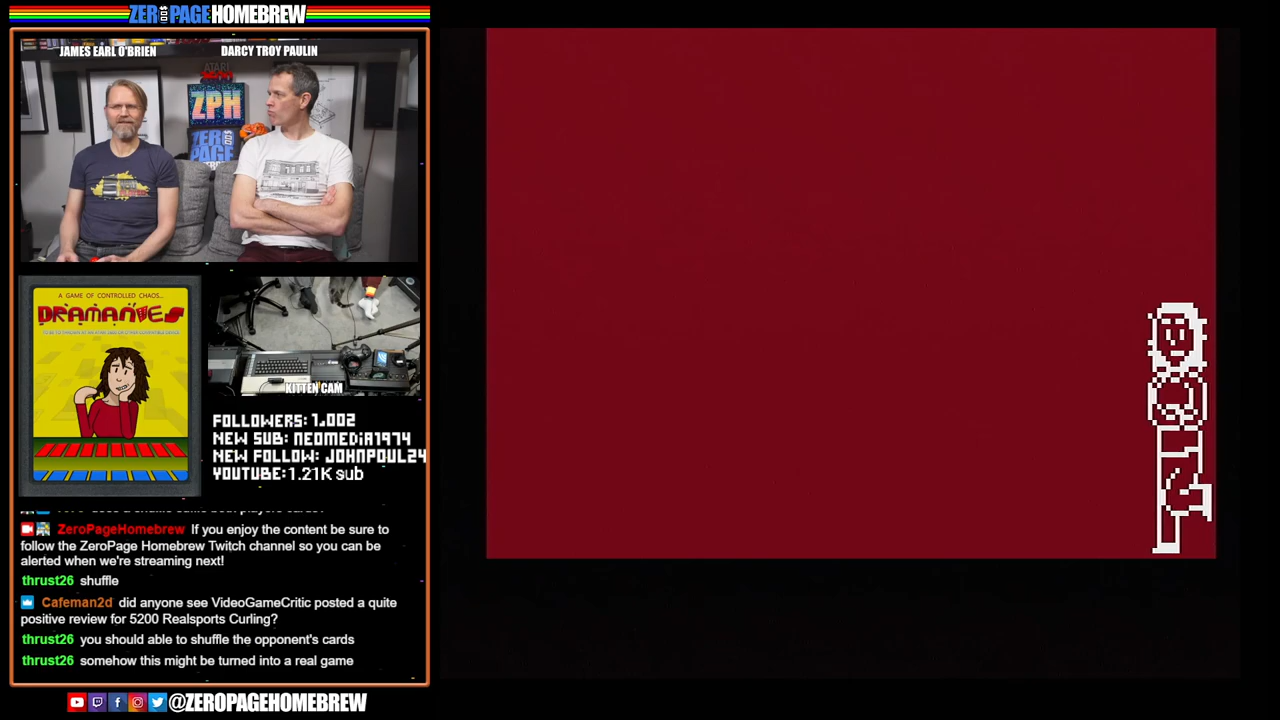 ZEROPAGE HOMEBREW
JAMES EARL O'BRIEN
DARCY TROY PAULIN
ATARI
ZPH
ZERO
PAGE
A GAME OF CONTROLLED CHAOS...
DRAMANTES
KITTEN CAM
FOLLOWERS: 1,002
NEW SUB: NEOMEDIA1974
NEW FOLLOW: JOHNPOUL24
YOUTUBE: 1.21K sub
ZeroPageHomebrew If you enjoy the content be sure to
follow the ZeroPage Homebrew Twitch channel so you can be
alerted when we're streaming next!
thrust26 shuffle
Cafeman2d did anyone see VideoGameCritic posted a quite
positive review for 5200 Realsports Curling?
thrust26 you should able to shuffle the opponent's cards
thrust26 somehow this might be turned into a real game
@ZEROPAGEHOMEBREW